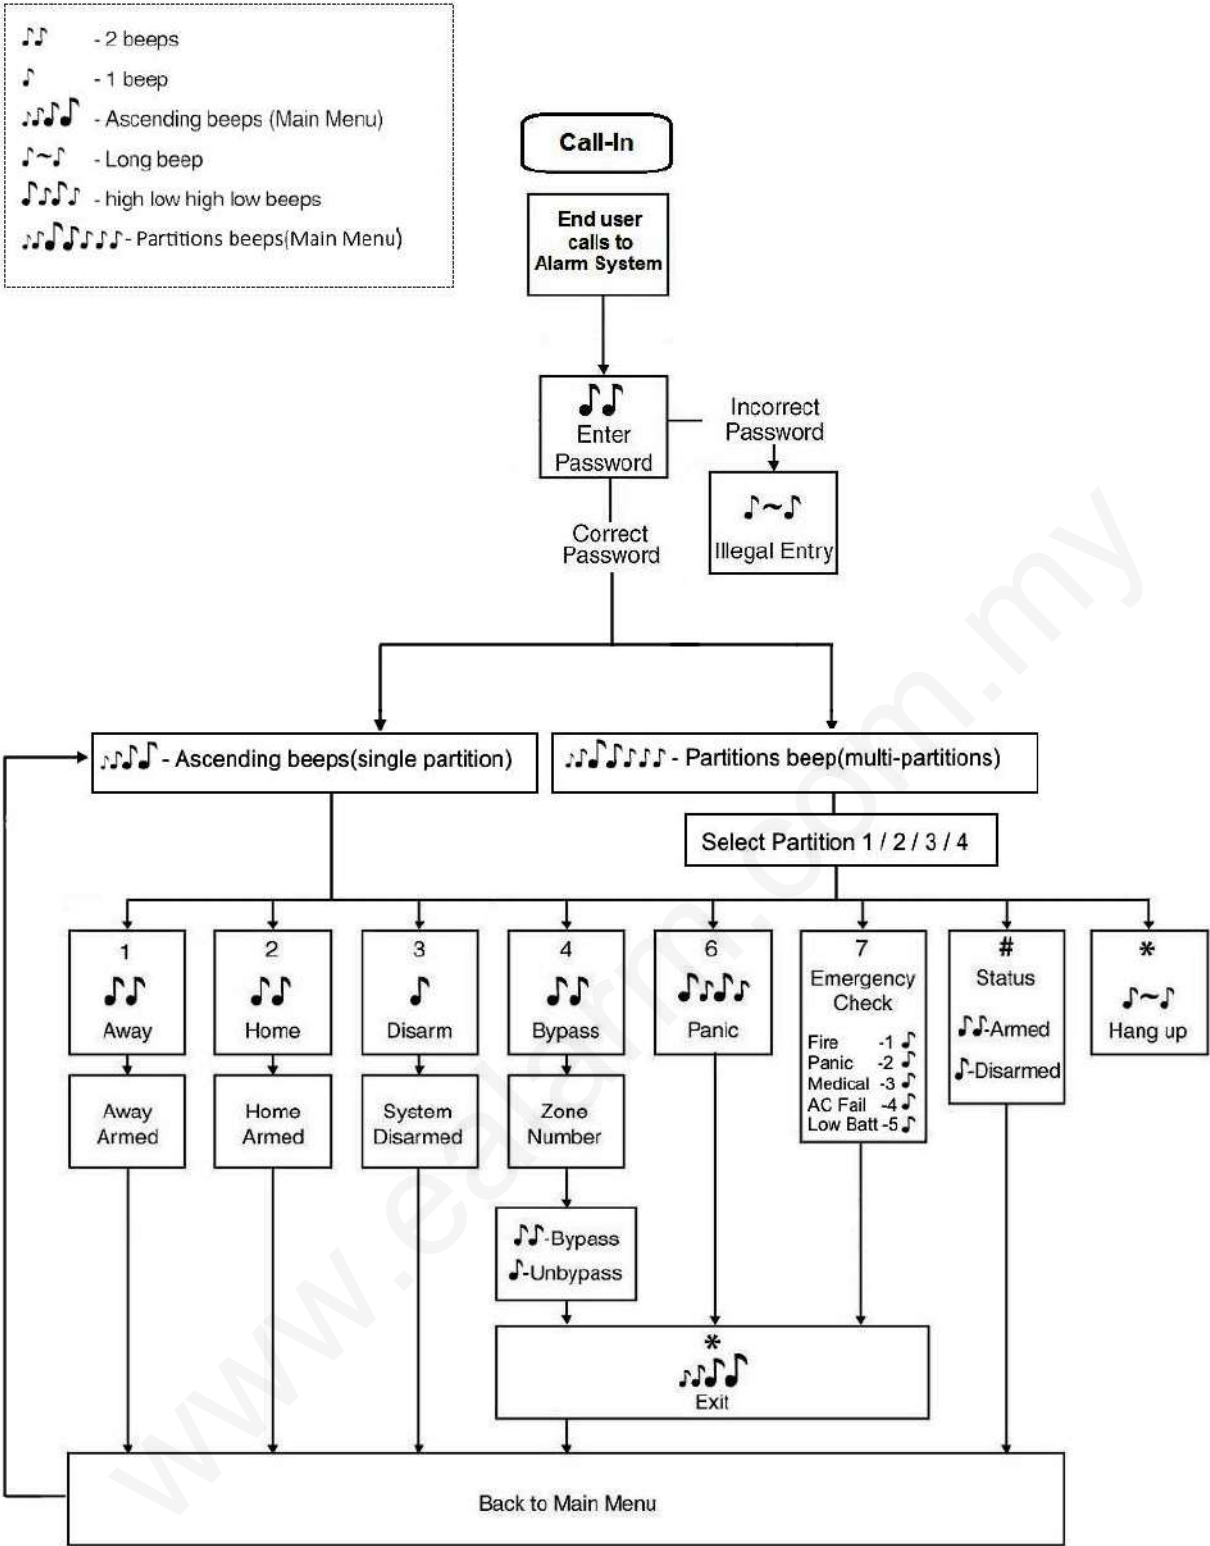 - 2 beeps
- 1 beep
- Ascending beeps (Main Menu)
- Long beep
- high low high low beeps
- Partitions beeps(Main Menu)
Call-In
End user
calls to
Alarm System
Enter
Password
Incorrect
Password
Illegal Entry
Correct
Password
- Ascending beeps(single partition)
- Partitions beep(multi-partitions)
Select Partition 1 / 2 / 3 / 4
1
Away
2
Home
3
Disarm
4
Bypass
6
Panic
7
Emergency
Check
Fire -1
Panic -2
Medical -3
AC Fail -4
Low Batt -5
#
Status
-Armed
-Disarmed
*
Hang up
Away
Armed
Home
Armed
System
Disarmed
Zone
Number
-Bypass
-Unbypass
*
Exit
Back to Main Menu
www.ealarm.com.my